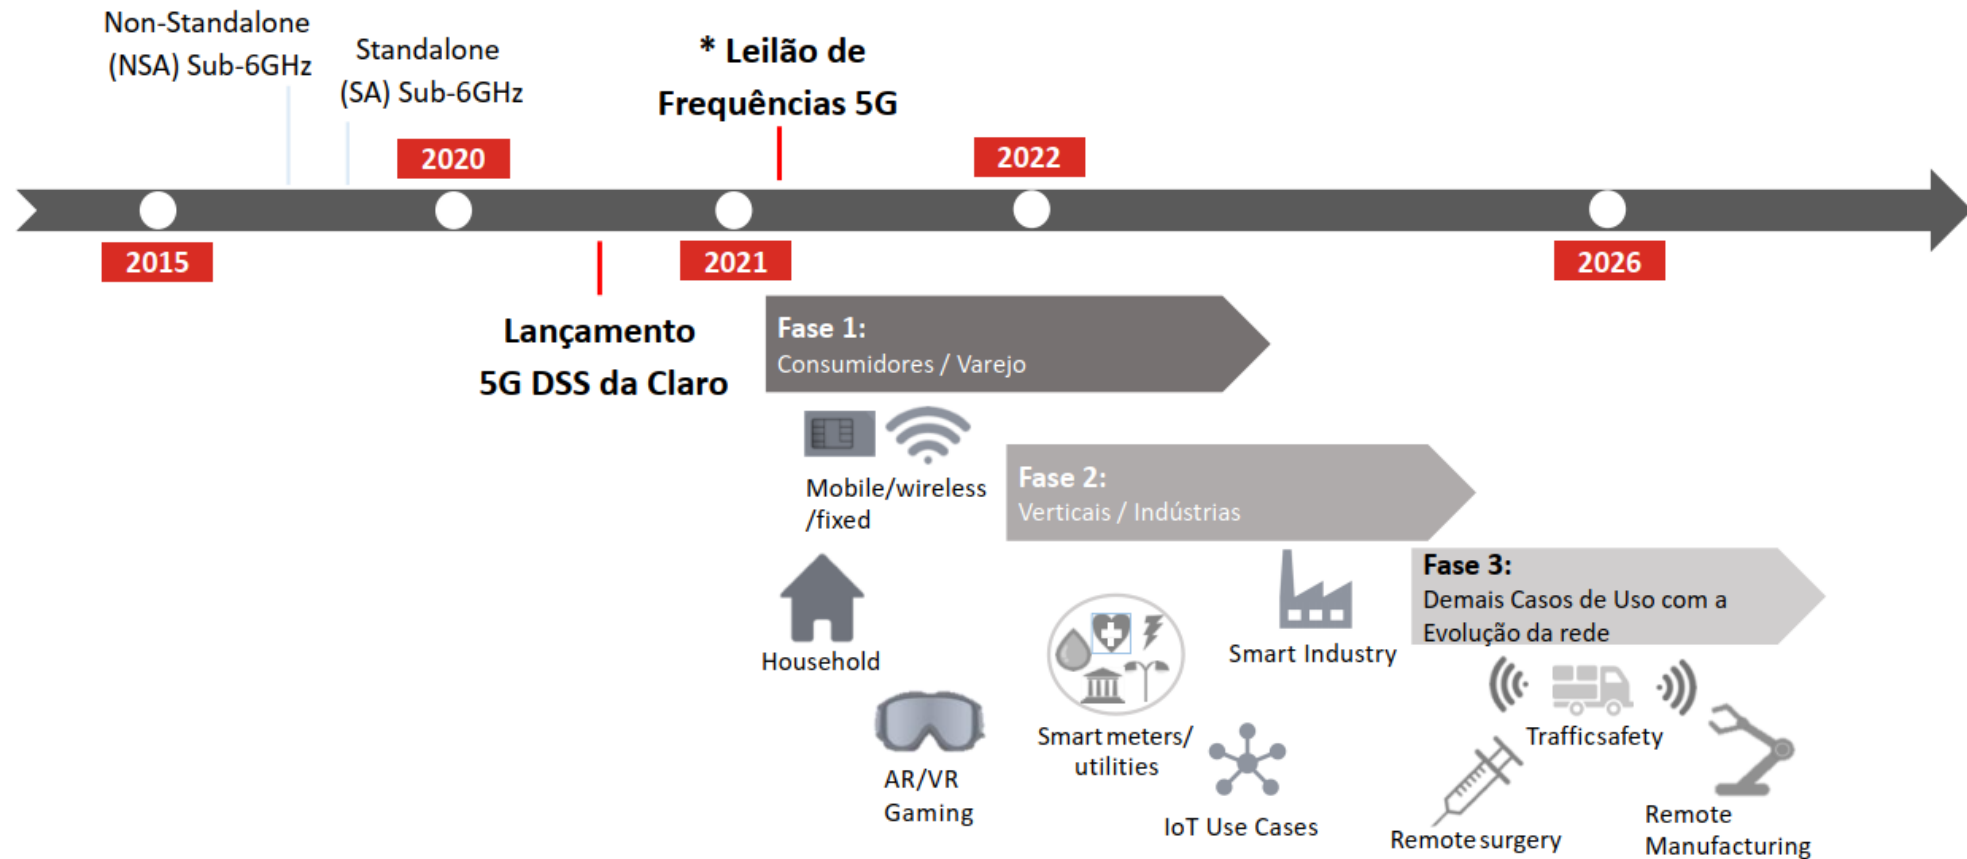 Non-Standalone
(NSA) Sub-6GHz
Standalone
(SA) Sub-6GHz
* Leilão de
Frequências 5G
2020
2022
2015
2021
2026
Lançamento
5G DSS da Claro
Fase 1:
Consumidores / Varejo
Mobile/wireless
/fixed
Household
AR/VR
Gaming
Fase 2:
Verticais / Indústrias
Smart meters/
utilities
Smart Industry
IoT Use Cases
Fase 3:
Demais Casos de Uso com a
Evolução da rede
Traffic safety
Remote surgery
Remote
Manufacturing